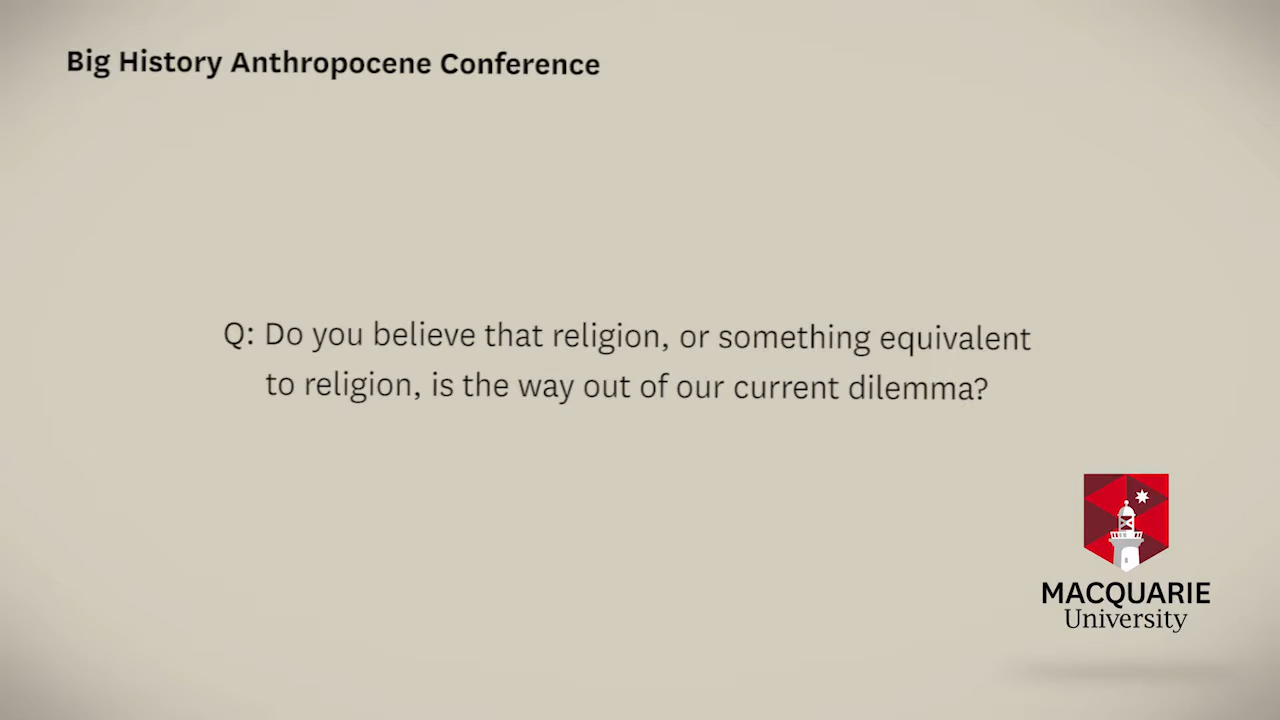 Big History Anthropocene Conference
Q: Do you believe that religion, or something equivalent
to religion, is the way out of our current dilemma?
MACQUARIE
University